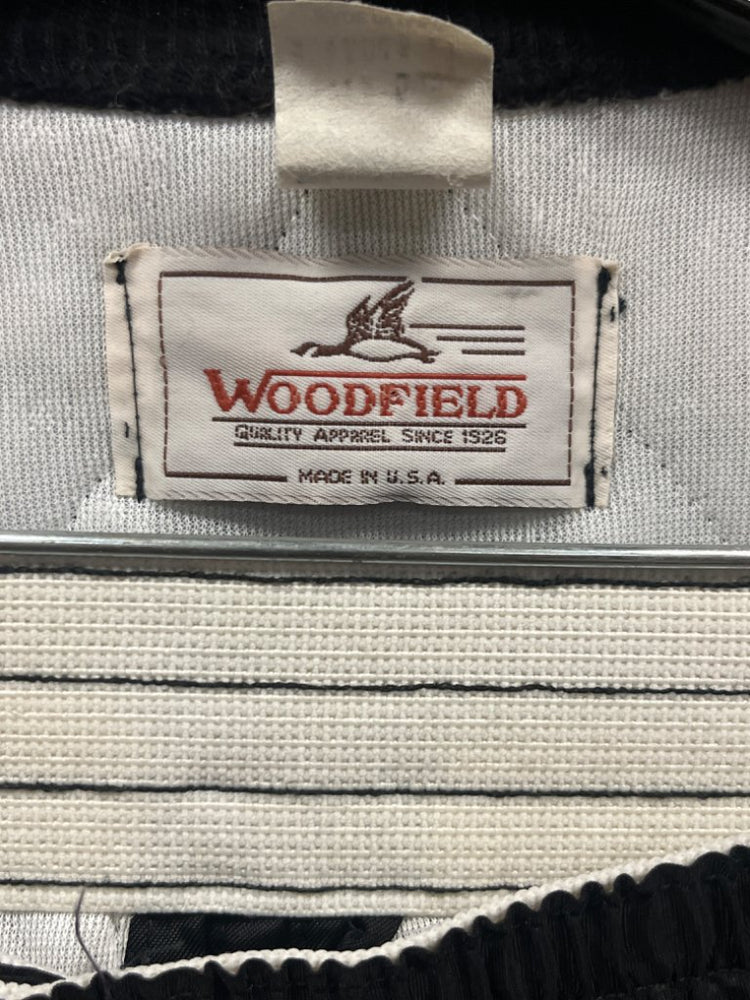 WOODFIELD
QUALITY APPAREL SINCE 1926
MADE IN U.S.A.